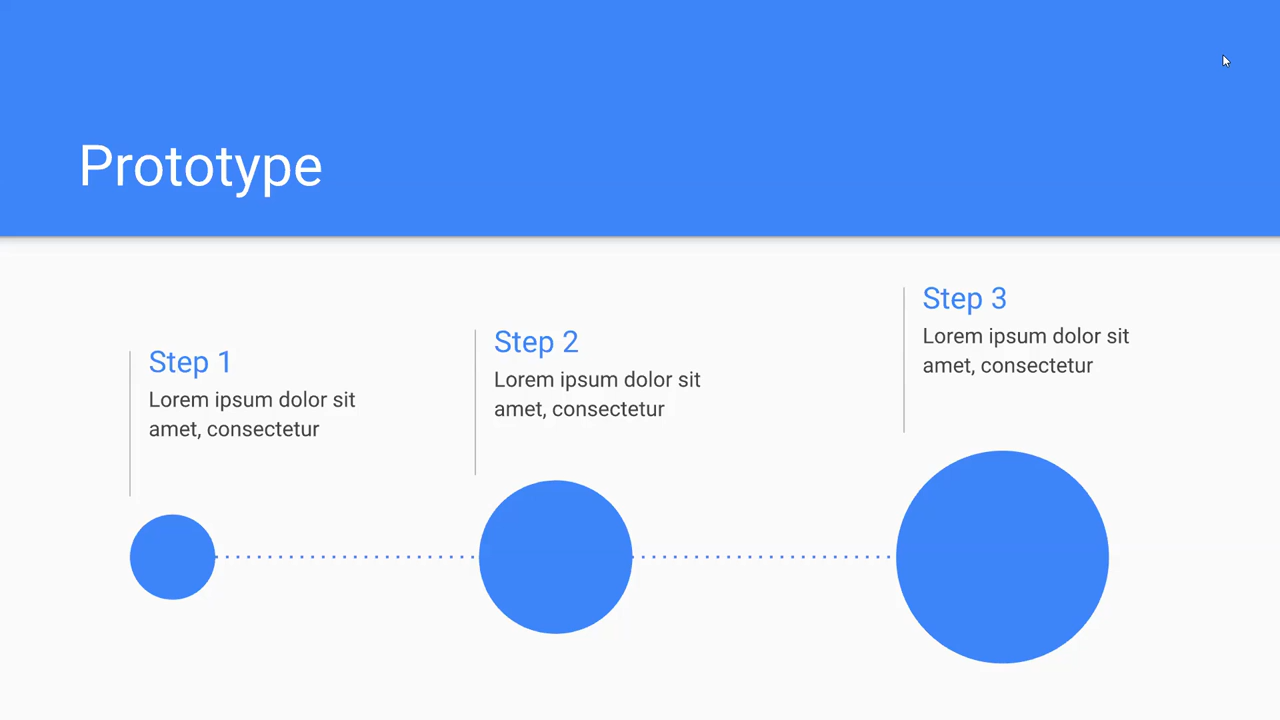 Prototype
Step 1
Lorem ipsum dolor sit
amet, consectetur
Step 2
Lorem ipsum dolor sit
amet, consectetur
Step 3
Lorem ipsum dolor sit
amet, consectetur